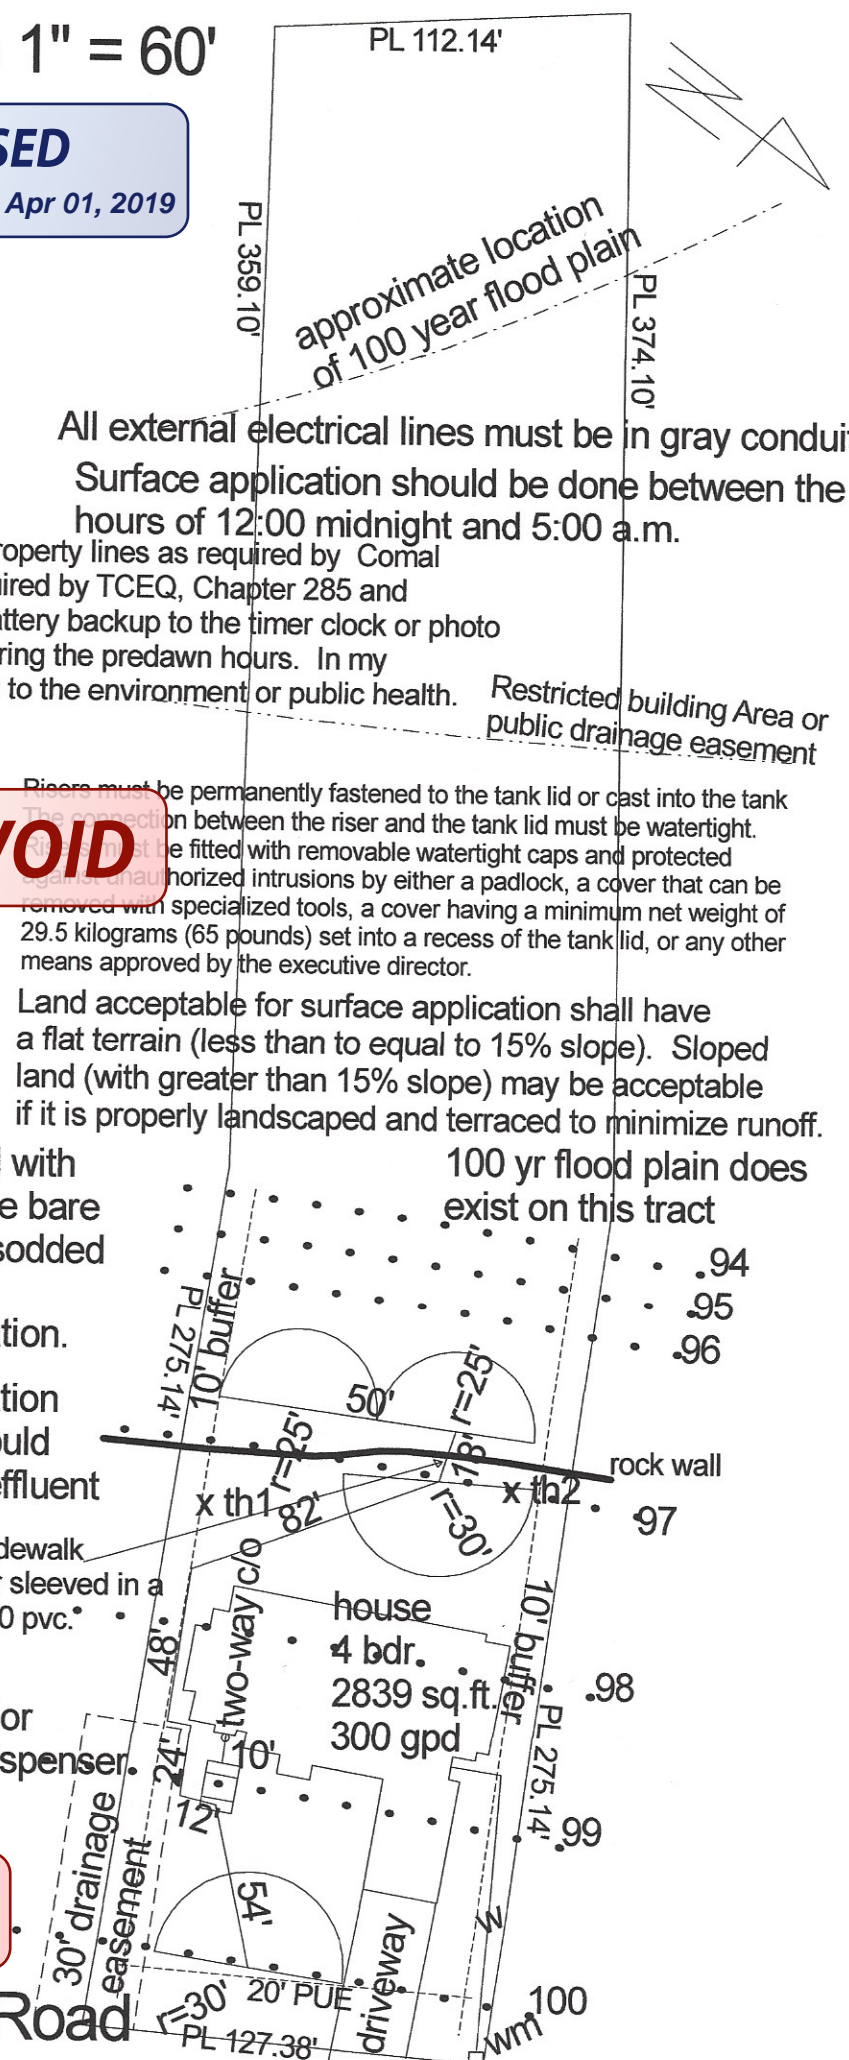 1" = 60'
PL 112.14'
SED
Apr 01, 2019
PL 359.10'
approximate location
of 100 year flood plain
PL 374.10'
All external electrical lines must be in gray condui
Surface application should be done between the
hours of 12:00 midnight and 5:00 a.m.
roperty lines as required by Comal
ired by TCEQ, Chapter 285 and
attery backup to the timer clock or photo
ring the predawn hours. In my
to the environment or public health.
Restricted building Area or
public drainage easement
Risers must be permanently fastened to the tank lid or cast into the tank
The connection between the riser and the tank lid must be watertight.
Risers must be fitted with removable watertight caps and protected
against unauthorized intrusions by either a padlock, a cover that can be
removed with specialized tools, a cover having a minimum net weight of
29.5 kilograms (65 pounds) set into a recess of the tank lid, or any other
means approved by the executive director.
VOID
Land acceptable for surface application shall have
a flat terrain (less than to equal to 15% slope). Sloped
land (with greater than 15% slope) may be acceptable
if it is properly landscaped and terraced to minimize runoff.
with
e bare
sodded
100 yr flood plain does
exist on this tract
94
95
96
tion.
PL 275.14'
10' buffer
tion
ould
effluent
50'
r=25'
r=25'
18'
rock wall
x th1
82'
r=30'
x th2
97
dewalk
r sleeved in a
0 pvc.
two-way c/o
48'
house
4 bdr.
2839 sq.ft.
300 gpd
10' buffer
98
PL 275.14'
or
spenser.
24'
10'
12'
99
30' drainage
easement
54'
driveway
W
20' PUE
r=30'
100
wm
Road
PL 127.38'